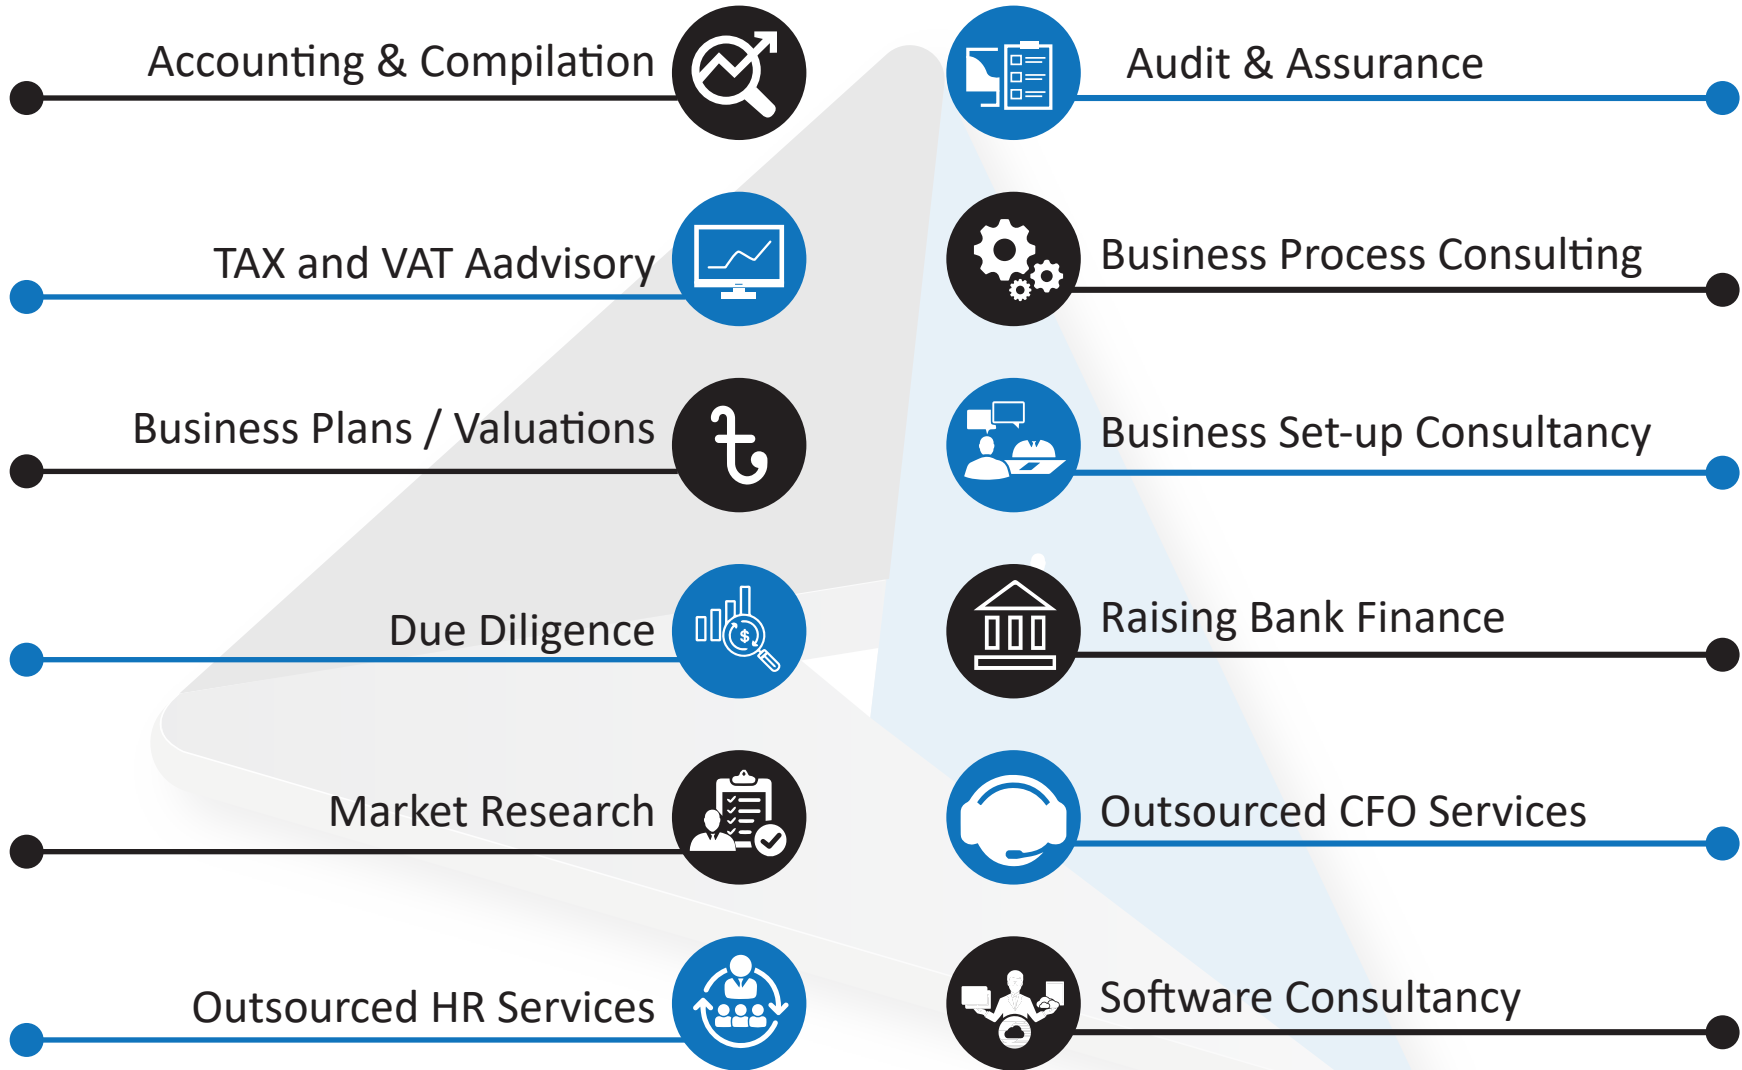 Accounting & Compilation
Audit & Assurance
TAX and VAT Aadvisory
Business Process Consulting
Business Plans / Valuations
৳
Business Set-up Consultancy
Due Diligence
$
Raising Bank Finance
Market Research
Outsourced CFO Services
Outsourced HR Services
Software Consultancy